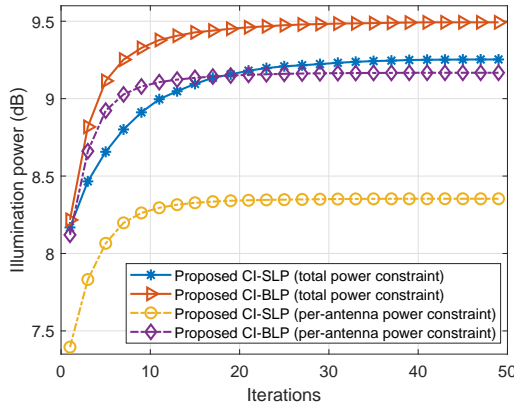 9.5
9
8.5
8
7.5
Illumination power (dB)
Proposed CI-SLP (total power constraint)
Proposed CI-BLP (total power constraint)
Proposed CI-SLP (per-antenna power constraint)
Proposed CI-BLP (per-antenna power constraint)
0 10 20 30 40 50
Iterations